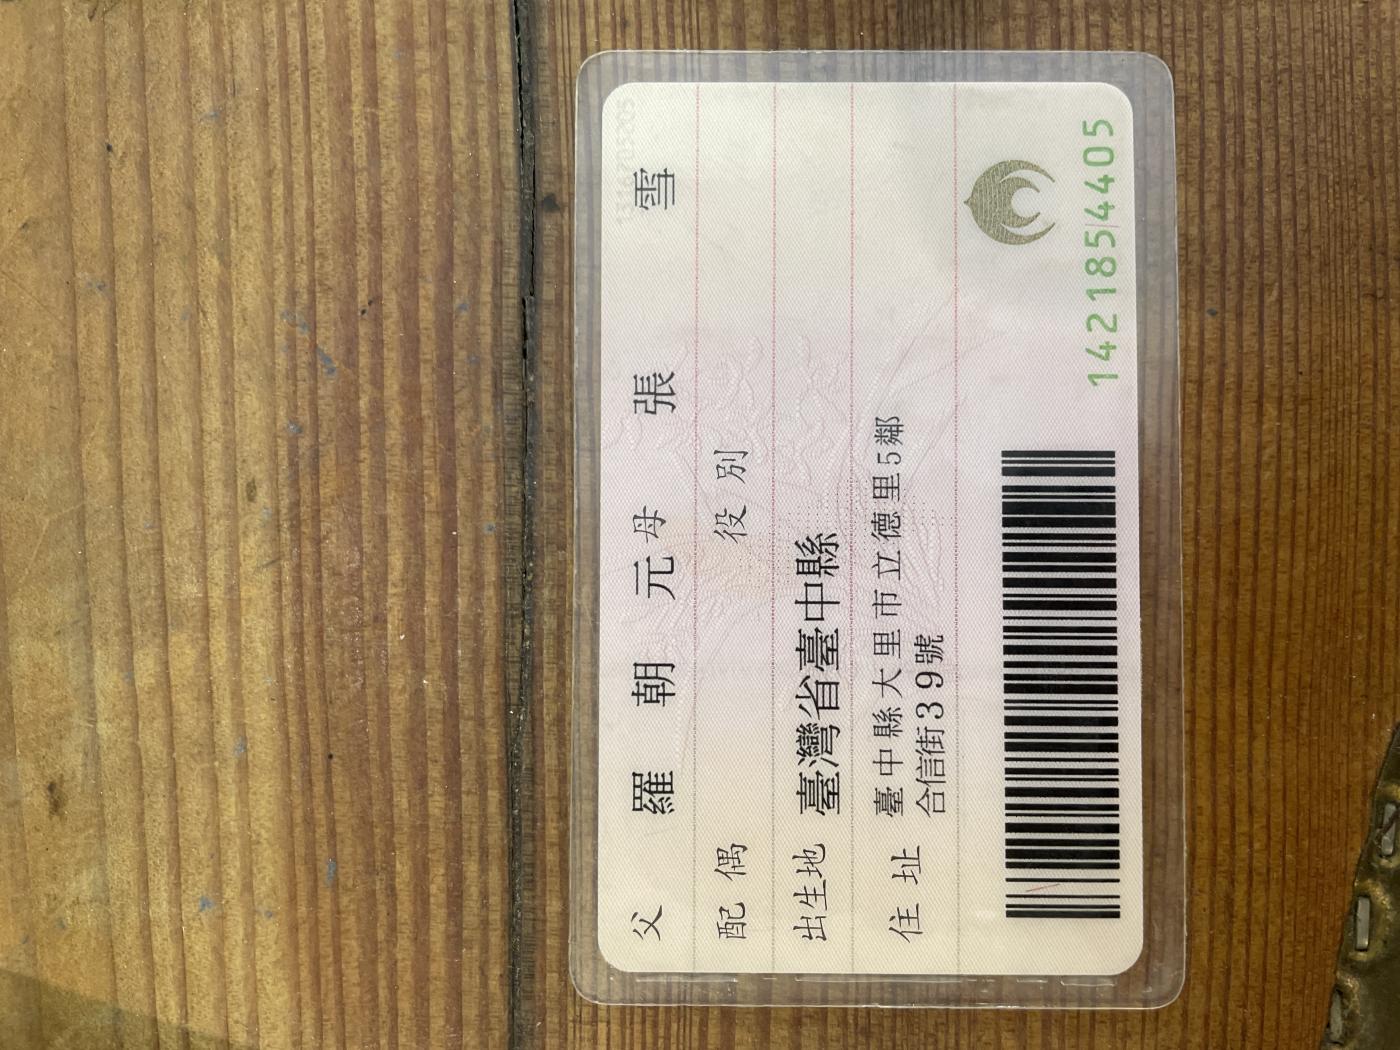 父 羅朝元 母 張雪
配偶 役別
出生地 臺灣省臺中縣
住址 臺中縣大里市立德里5鄰
合信街39號
1421854405